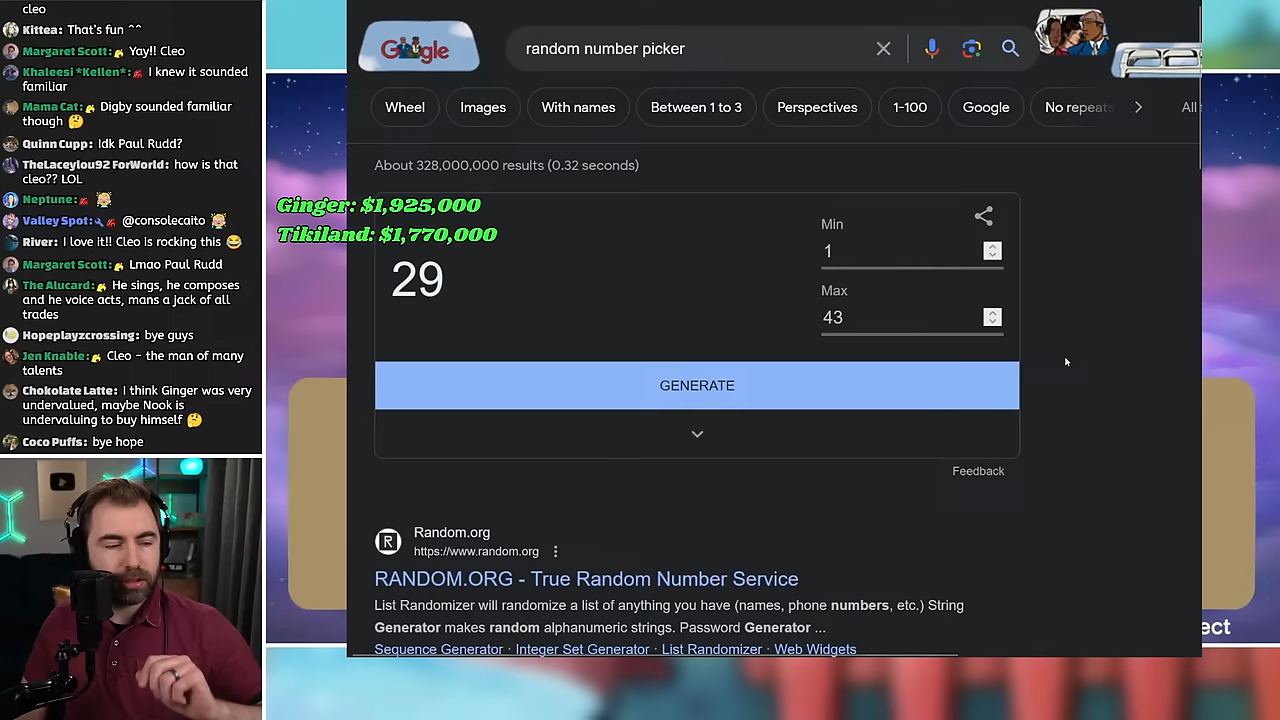 cleo
Kittea: That's fun ^^
Margaret Scott: Yay!! Cleo
Khaleesi *Kellen*: I knew it sounded
familiar
Mama Cat: Digby sounded familiar
though 🤔
Quinn Cupp: Idk Paul Rudd?
TheLaceylou92 ForWorld: how is that
cleo?? LOL
Neptune:
Valley Spot: @consolecaito
River: I love it!! Cleo is rocking this 😂
Margaret Scott: Lmao Paul Rudd
The Alucard: He sings, he composes
and he voice acts, mans a jack of all
trades
Hopeplayzcrossing: bye guys
Jen Knable: Cleo - the man of many
talents
Chokolate Latte: I think Ginger was very
undervalued, maybe Nook is
undervaluing to buy himself 🤔
Coco Puffs: bye hope
Google
random number picker
Wheel
Images
With names
Between 1 to 3
Perspectives
1-100
Google
No repeats
All
About 328,000,000 results (0.32 seconds)
Ginger: $1,925,000
Tikiland: $1,770,000
29
Min
1
Max
43
GENERATE
Feedback
R
Random.org
https://www.random.org
RANDOM.ORG - True Random Number Service
List Randomizer will randomize a list of anything you have (names, phone numbers, etc.) String
Generator makes random alphanumeric strings. Password Generator ...
Sequence Generator · Integer Set Generator · List Randomizer · Web Widgets
ect